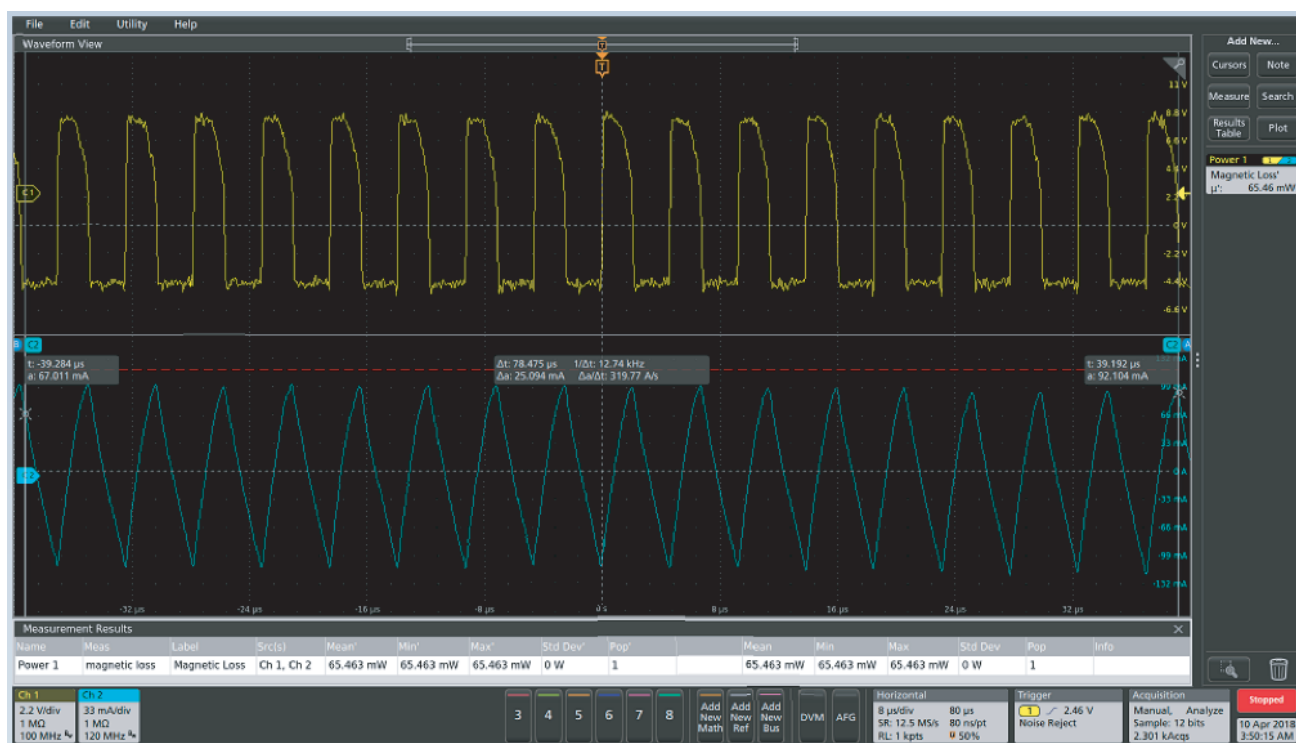 File Edit Utility Help
Waveform View
Add New...
Cursors Note
Measure Search
Results Table Plot
Power 1 1 2
Magnetic Loss'
µ': 65.46 mW
T
T
11 V
8.8 V
6.6 V
4.4 V
2.2 V
0 V
-2.2 V
-4.4 V
-6.6 V
C1
C2
C2
t: -39.284 µs
a: 67.011 mA
Δt: 78.475 µs 1/Δt: 12.74 kHz
Δa: 25.094 mA Δa/Δt: 319.77 A/s
t: 39.192 µs
a: 92.104 mA
132 mA
99 mA
66 mA
33 mA
0 A
-33 mA
-66 mA
-99 mA
-132 mA
-32 µs -24 µs -16 µs -8 µs 0 s 8 µs 16 µs 24 µs 32 µs
Measurement Results
Name Meas Label Src(s) Mean' Min' Max' Std Dev' Pop' Mean Min Max Std Dev Pop Info
Power 1 magnetic loss Magnetic Loss Ch 1, Ch 2 65.463 mW 65.463 mW 65.463 mW 0 W 1 65.463 mW 65.463 mW 65.463 mW 0 W 1
Ch 1
2.2 V/div
1 MΩ
100 MHz
Ch 2
33 mA/div
1 MΩ
120 MHz
3 4 5 6 7 8
Add New Math
Add New Ref
Add New Bus
DVM AFG
Horizontal
8 µs/div 80 µs
SR: 12.5 MS/s 80 ns/pt
RL: 1 kpts 50%
Trigger
1 2.46 V
Noise Reject
Acquisition
Manual, Analyze
Sample: 12 bits
2.301 kAcqs
Stopped
10 Apr 2018
3:50:15 AM